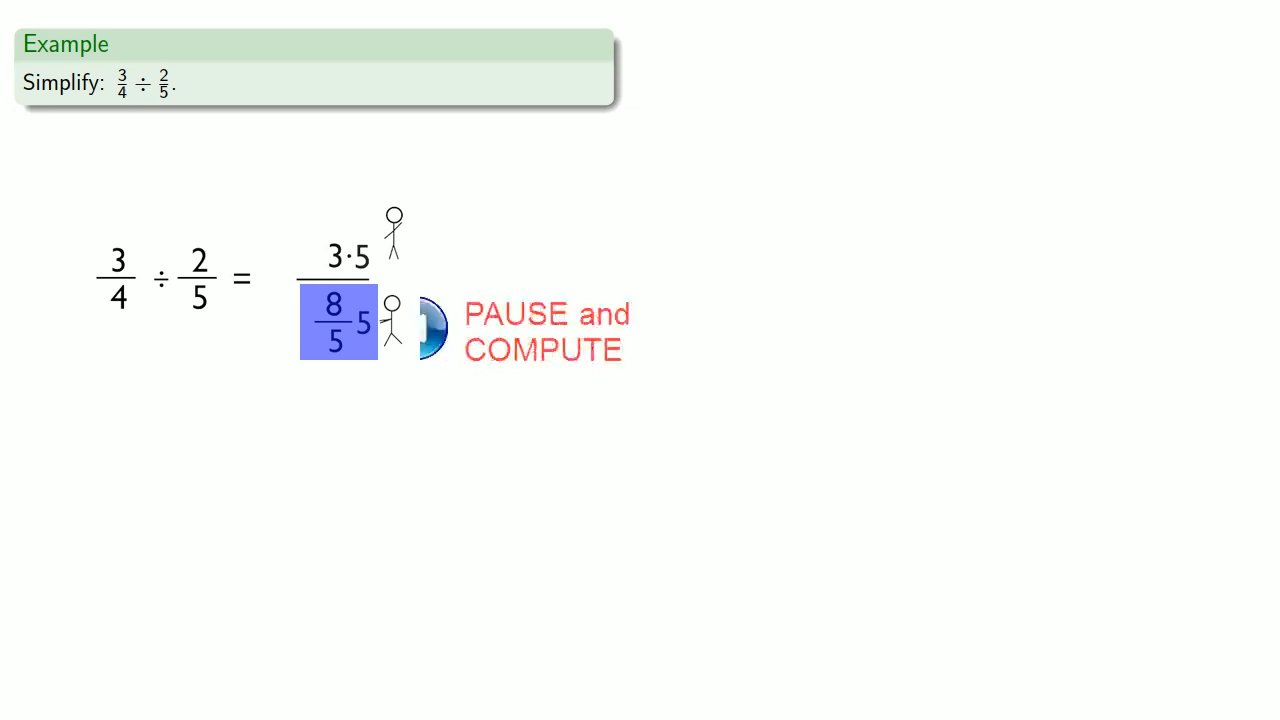 Example
Simplify: 3/4 ÷ 2/5.
3/4 ÷ 2/5 = (3·5)/((8/5)5)
PAUSE and
COMPUTE